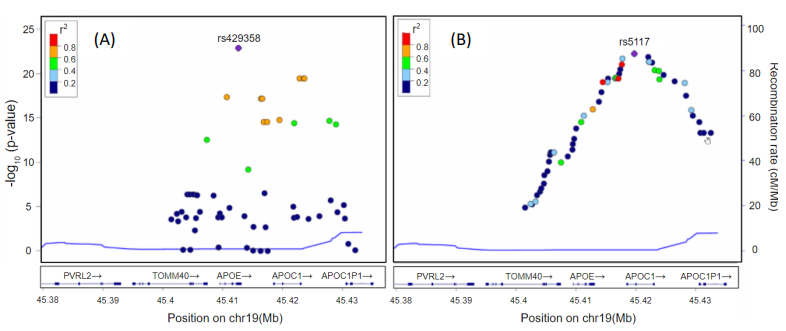 r²
0.8
0.6
0.4
0.2
(A)
rs429358
25
20
15
10
5
0
-log10 (p-value)
PVRL2→
TOMM40→
APOE→
APOC1→
APOC1P1→
45.38
45.39
45.4
45.41
45.42
45.43
Position on chr19(Mb)
r²
0.8
0.6
0.4
0.2
(B)
rs5117
100
80
60
40
20
0
Recombination rate (cM/Mb)
PVRL2→
TOMM40→
APOE→
APOC1→
APOC1P1→
45.38
45.39
45.4
45.41
45.42
45.43
Position on chr19(Mb)